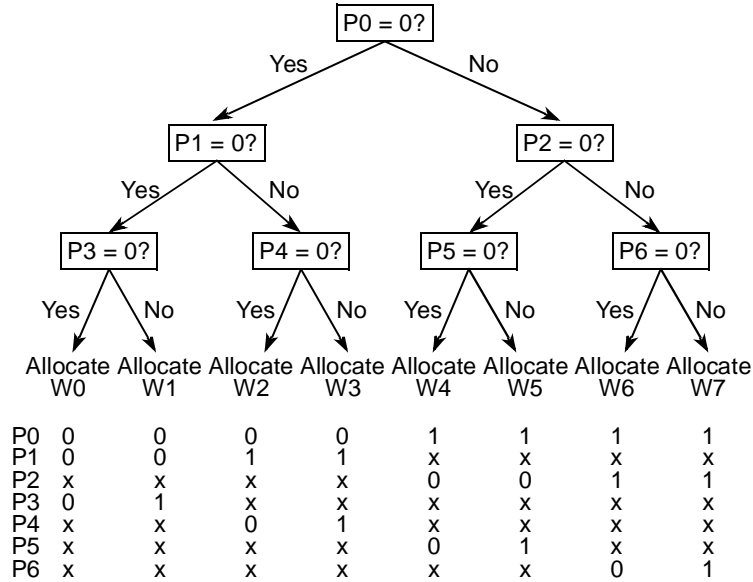 P0 = 0?
Yes No
P1 = 0? P2 = 0?
Yes No Yes No
P3 = 0? P4 = 0? P5 = 0? P6 = 0?
Yes No Yes No Yes No Yes No
Allocate Allocate Allocate Allocate Allocate Allocate Allocate Allocate
W0 W1 W2 W3 W4 W5 W6 W7
P0 0 0 0 0 1 1 1 1
P1 0 0 1 1 x x x x
P2 x x x x 0 0 1 1
P3 0 1 x x x x x x
P4 x x 0 1 x x x x
P5 x x x x 0 1 x x
P6 x x x x x x 0 1